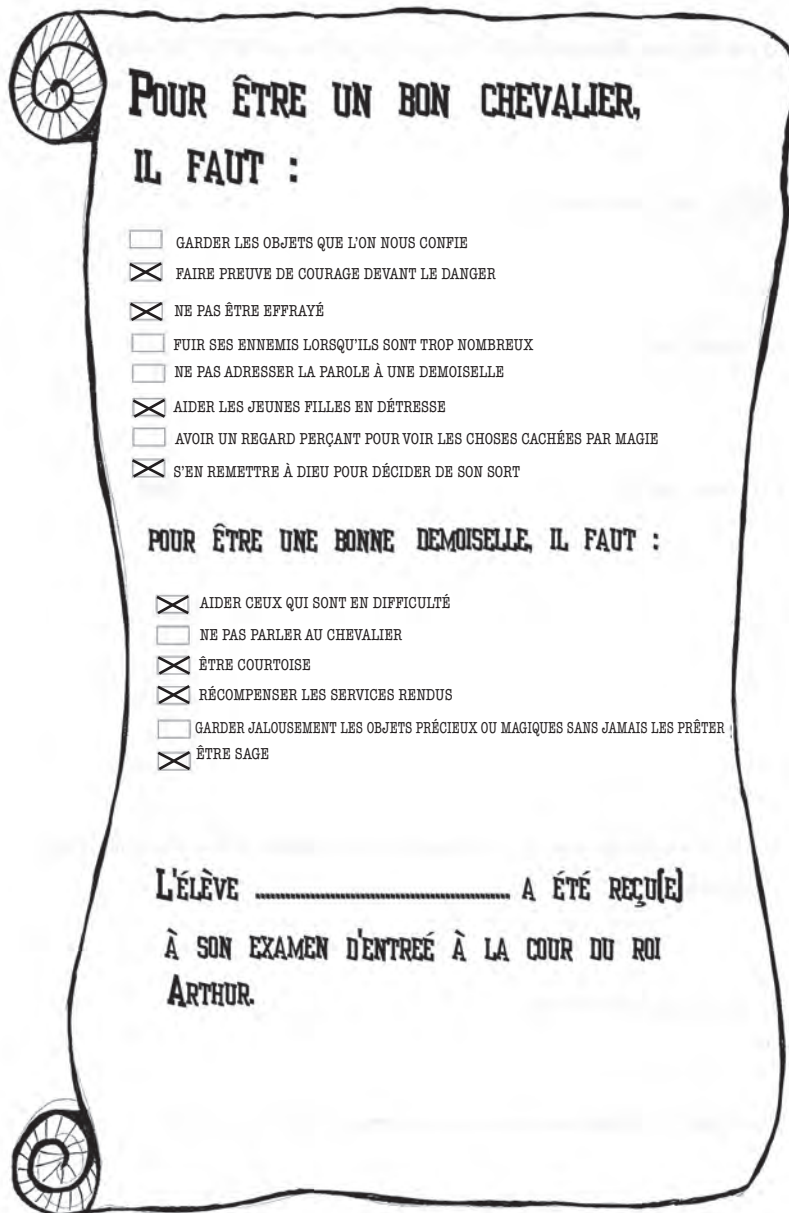 POUR ÊTRE UN BON CHEVALIER,
IL FAUT :
GARDER LES OBJETS QUE L'ON NOUS CONFIE
FAIRE PREUVE DE COURAGE DEVANT LE DANGER
NE PAS ÊTRE EFFRAYÉ
FUIR SES ENNEMIS LORSQU'ILS SONT TROP NOMBREUX
NE PAS ADRESSER LA PAROLE À UNE DEMOISELLE
AIDER LES JEUNES FILLES EN DÉTRESSE
AVOIR UN REGARD PERÇANT POUR VOIR LES CHOSES CACHÉES PAR MAGIE
S'EN REMETTRE À DIEU POUR DÉCIDER DE SON SORT
POUR ÊTRE UNE BONNE DEMOISELLE, IL FAUT :
AIDER CEUX QUI SONT EN DIFFICULTÉ
NE PAS PARLER AU CHEVALIER
ÊTRE COURTOISE
RÉCOMPENSER LES SERVICES RENDUS
GARDER JALOUSEMENT LES OBJETS PRÉCIEUX OU MAGIQUES SANS JAMAIS LES PRÊTER
ÊTRE SAGE
L'ÉLÈVE ........................................ A ÉTÉ REÇU(E)
À SON EXAMEN D'ENTREÉ À LA COUR DU ROI
ARTHUR.